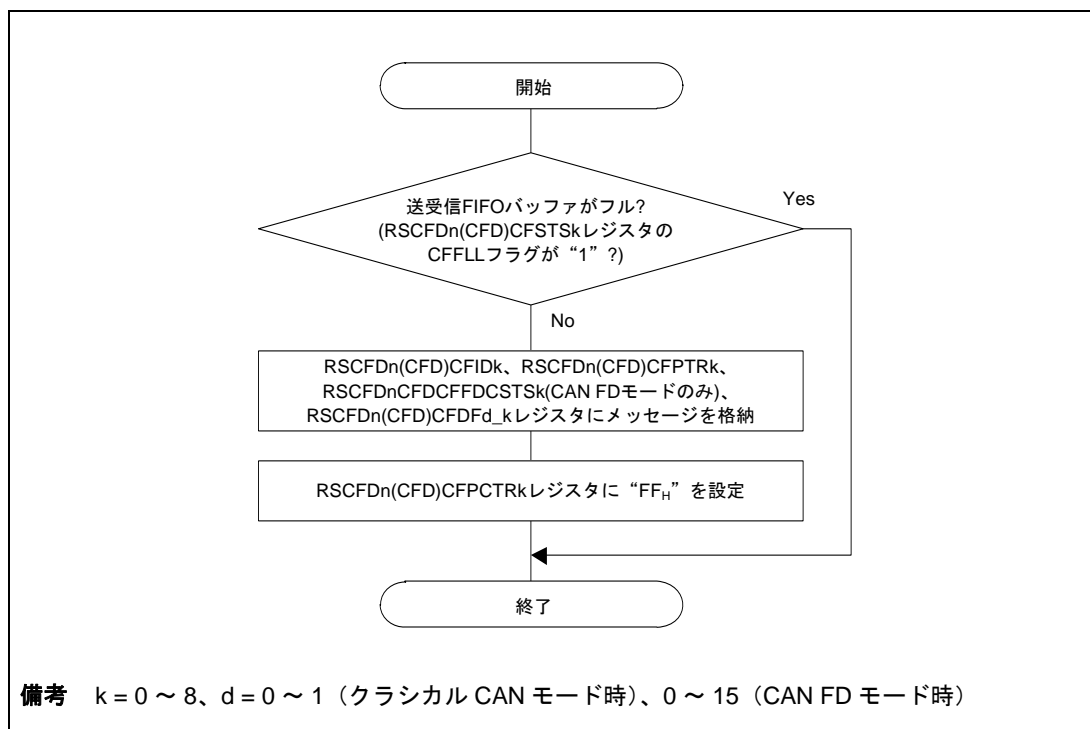 開始
送受信FIFOバッファがフル?
(RSCFDn(CFD)CFSTSkレジスタの
CFFLLフラグが“1”?)
Yes
No
RSCFDn(CFD)CFIDk、RSCFDn(CFD)CFPTRk、
RSCFDnCFDCFFDCSTSk(CAN FDモードのみ)、
RSCFDn(CFD)CFDFd_kレジスタにメッセージを格納
RSCFDn(CFD)CFPCTRkレジスタに“FFH”を設定
終了
備考 k = 0 ～ 8、d = 0 ～ 1（クラシカル CAN モード時）、0 ～ 15（CAN FD モード時）